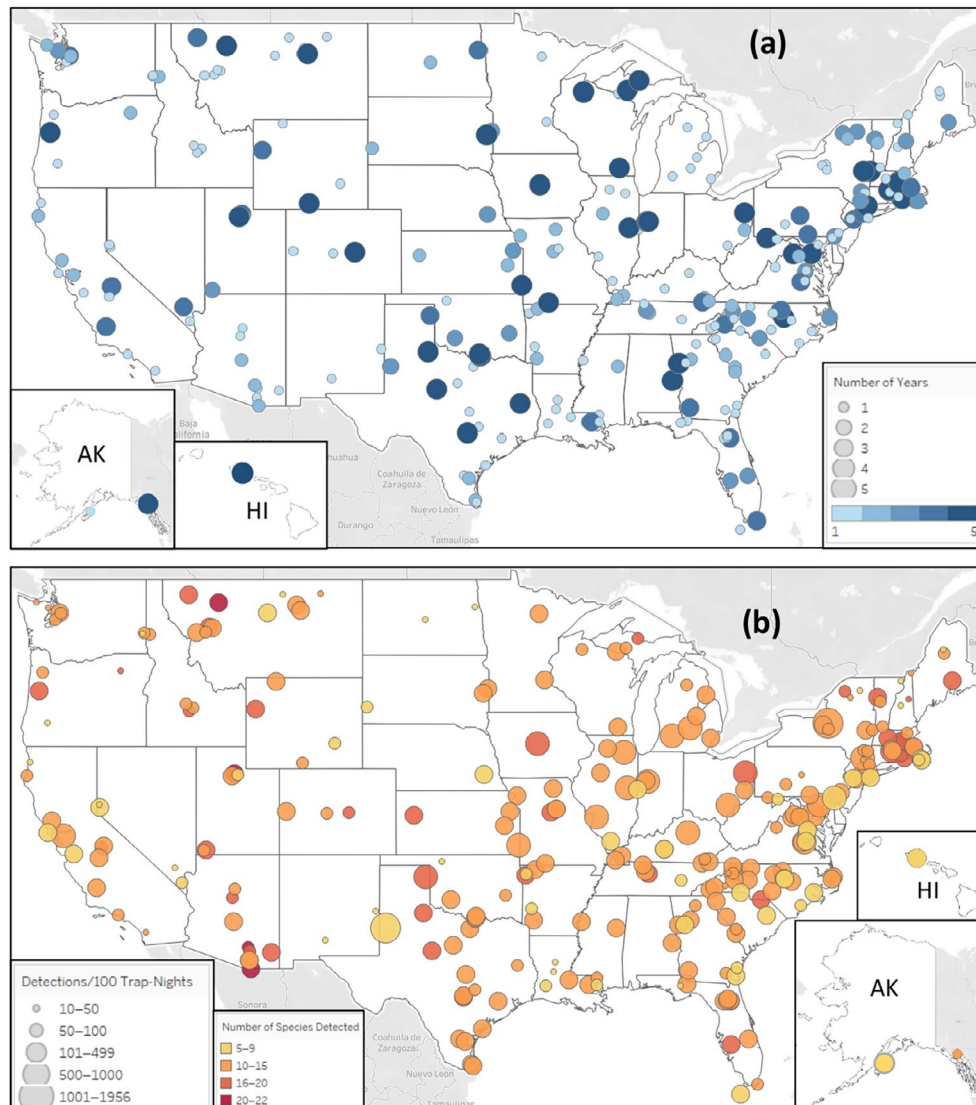 (a)
Bru
Number of Years
1
2
3
4
5
1
5
AK
HI
Baja
California
Coahuila de
Zaragoza
Nuevo León
Durango
Tamaulipas
(b)
HI
AK
Sonora
Detections/100 Trap-Nights
10–50
50–100
101–499
500–1000
1001–1956
Number of Species Detected
5–9
10–15
16–20
20–22
Coahuila de
Zaragoza
Nuevo León
Durango
Tamaulipas